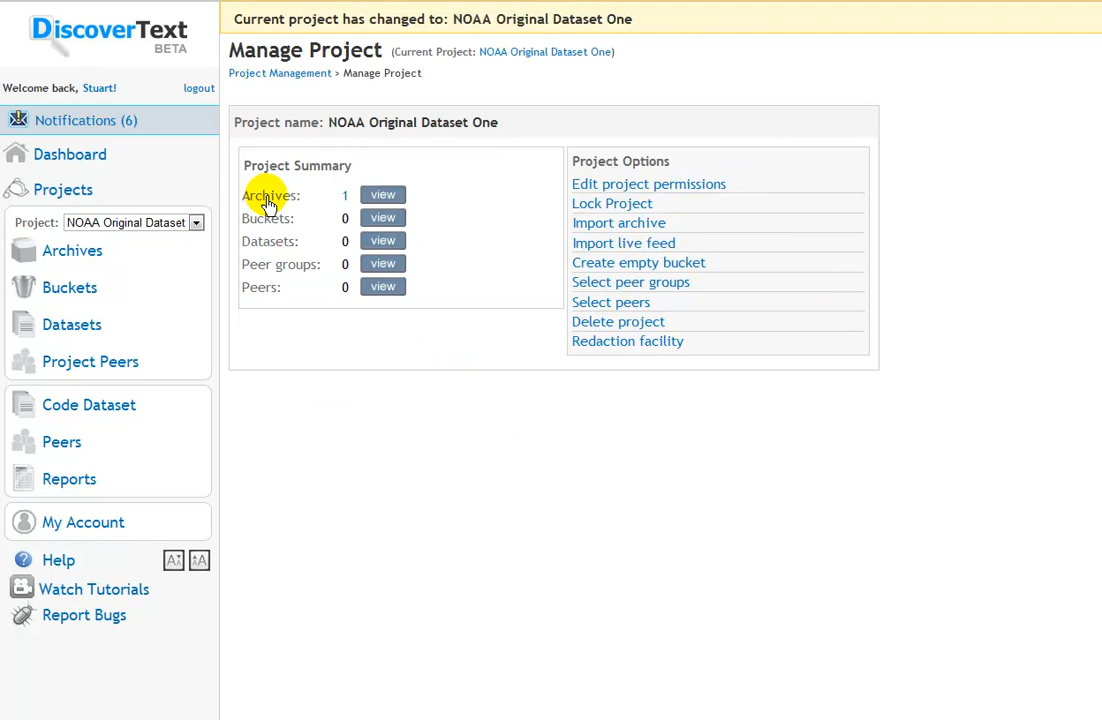 DiscoverText
BETA
Welcome back, Stuart! logout
Notifications (6)
Dashboard
Projects
Project: NOAA Original Dataset
Archives
Buckets
Datasets
Project Peers
Code Dataset
Peers
Reports
My Account
Help
Watch Tutorials
Report Bugs
Current project has changed to: NOAA Original Dataset One
Manage Project (Current Project: NOAA Original Dataset One)
Project Management > Manage Project
Project name: NOAA Original Dataset One
Project Summary
Archives: 1 view
Buckets: 0 view
Datasets: 0 view
Peer groups: 0 view
Peers: 0 view
Project Options
Edit project permissions
Lock Project
Import archive
Import live feed
Create empty bucket
Select peer groups
Select peers
Delete project
Redaction facility